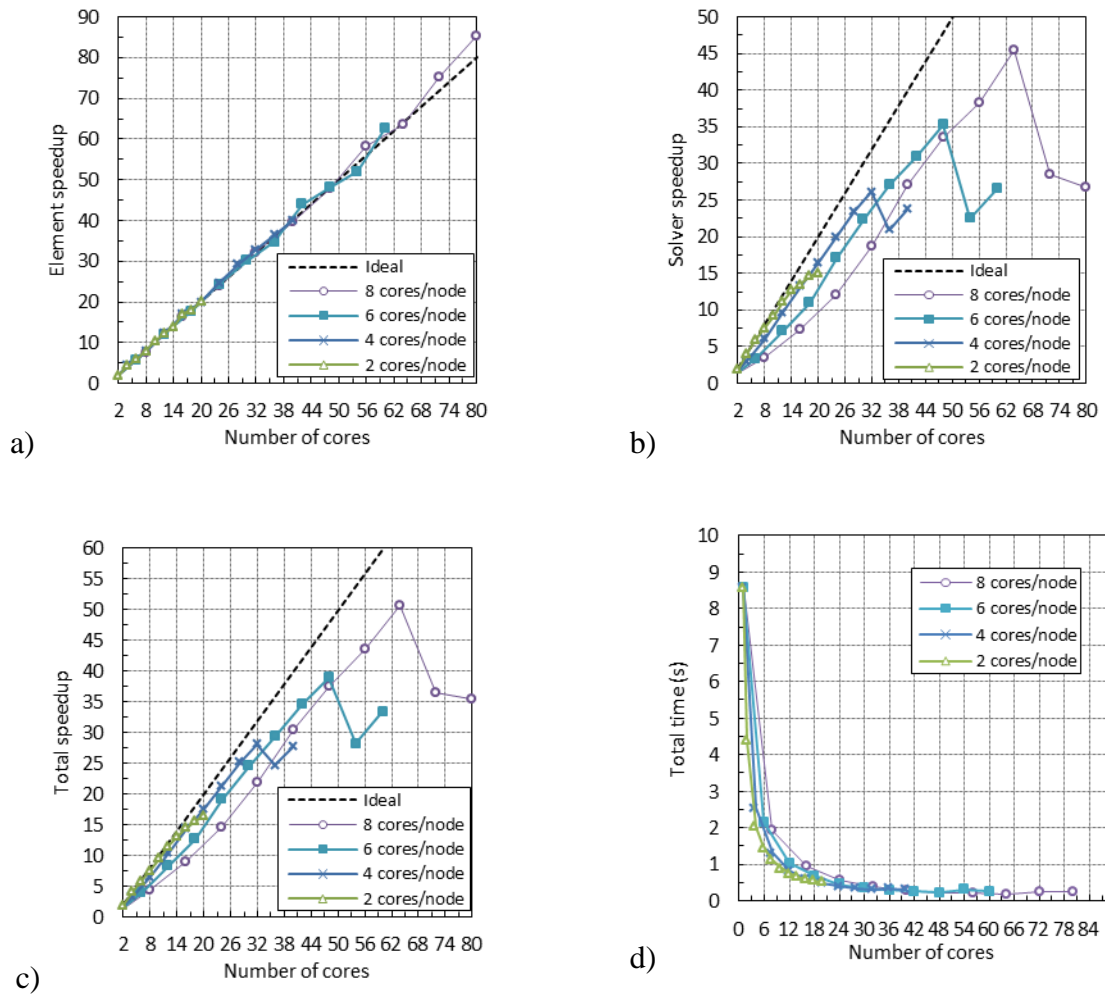 90
80
70
60
50
40
30
20
10
0
Element speedup
Ideal
8 cores/node
6 cores/node
4 cores/node
2 cores/node
2 8 14 20 26 32 38 44 50 56 62 68 74 80
Number of cores
a)
50
45
40
35
30
25
20
15
10
5
0
Solver speedup
Ideal
8 cores/node
6 cores/node
4 cores/node
2 cores/node
2 8 14 20 26 32 38 44 50 56 62 68 74 80
Number of cores
b)
60
55
50
45
40
35
30
25
20
15
10
5
0
Total speedup
Ideal
8 cores/node
6 cores/node
4 cores/node
2 cores/node
2 8 14 20 26 32 38 44 50 56 62 68 74 80
Number of cores
c)
10
9
8
7
6
5
4
3
2
1
0
Total time (s)
8 cores/node
6 cores/node
4 cores/node
2 cores/node
0 6 12 18 24 30 36 42 48 54 60 66 72 78 84
Number of cores
d)